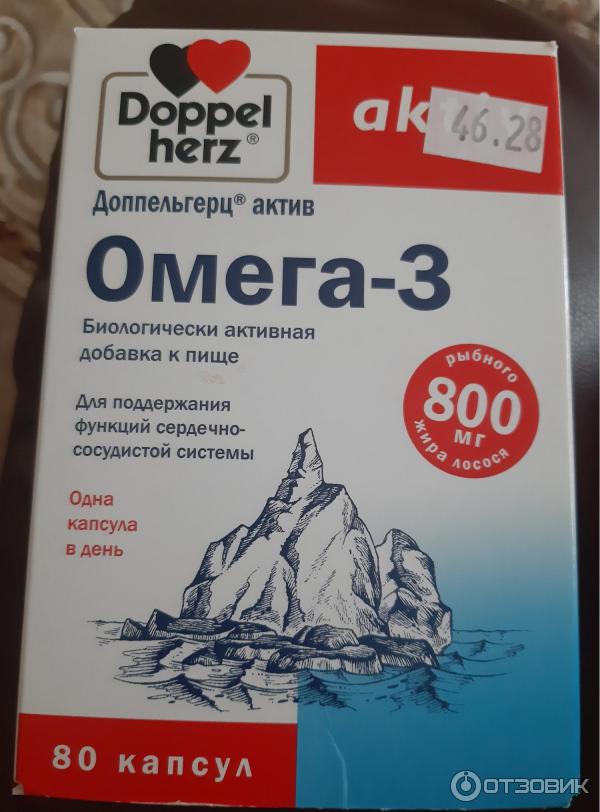 Doppel
herz®
ak
46.28
Доппельгерц® актив
Омега-3
Биологически активная
добавка к пище
Для поддержания
функций сердечно-
сосудистой системы
Одна
капсула
в день
рыбного
800
мг
жира лосося
80 капсул
ОТЗОВИК